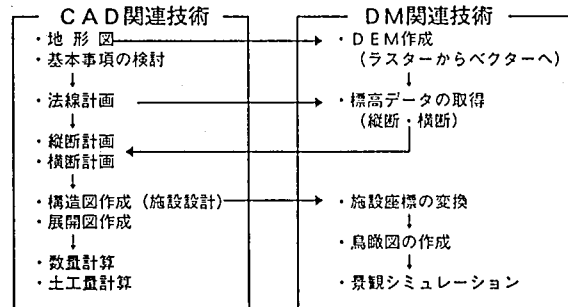 CAD関連技術
・地形図
・基本事項の検討
↓
・法線計画
↓
・縦断計画
・横断計画
↓
・構造図作成（施設設計）
・展開図作成
↓
・数量計算
・土工量計算
DM関連技術
・DEM作成
（ラスターからベクターへ）
↓
・標高データの取得
（縦断・横断）
・施設座標の変換
↓
・鳥瞰図の作成
↓
・景観シミュレーション